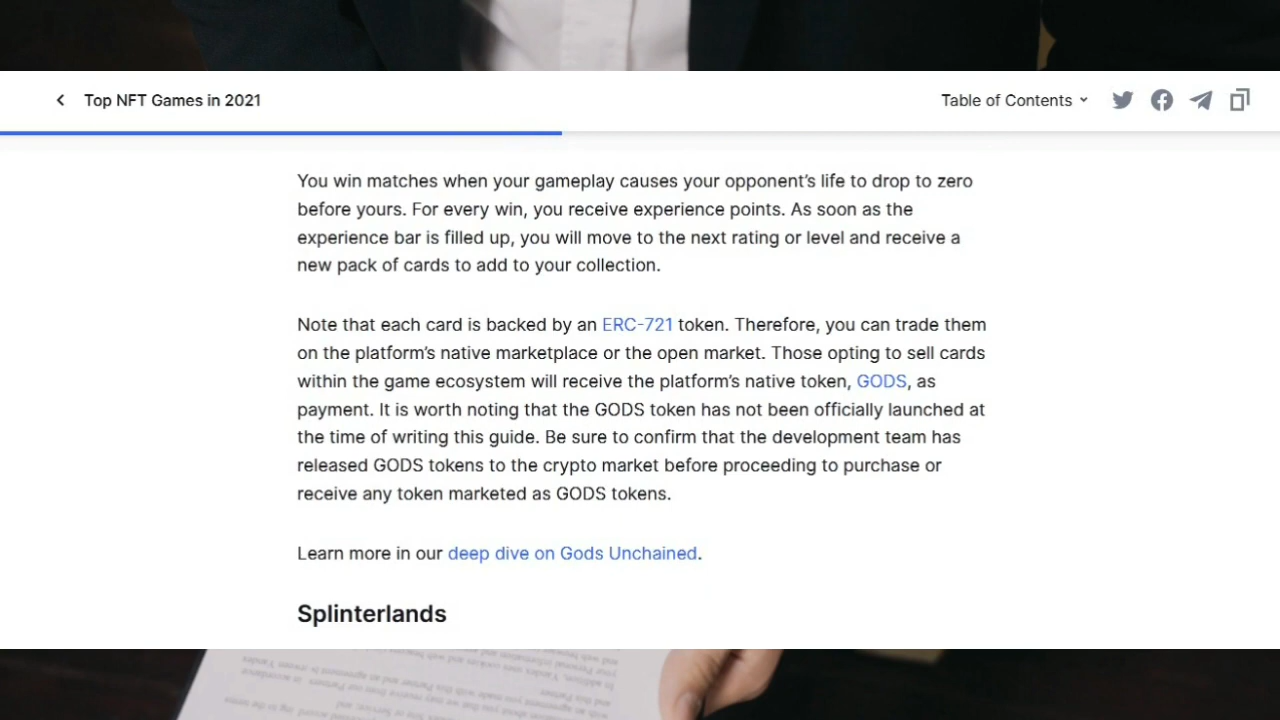 Top NFT Games in 2021
Table of Contents
You win matches when your gameplay causes your opponent’s life to drop to zero
before yours. For every win, you receive experience points. As soon as the
experience bar is filled up, you will move to the next rating or level and receive a
new pack of cards to add to your collection.
Note that each card is backed by an ERC-721 token. Therefore, you can trade them
on the platform’s native marketplace or the open market. Those opting to sell cards
within the game ecosystem will receive the platform’s native token, GODS, as
payment. It is worth noting that the GODS token has not been officially launched at
the time of writing this guide. Be sure to confirm that the development team has
released GODS tokens to the crypto market before proceeding to purchase or
receive any token marketed as GODS tokens.
Learn more in our deep dive on Gods Unchained.
Splinterlands